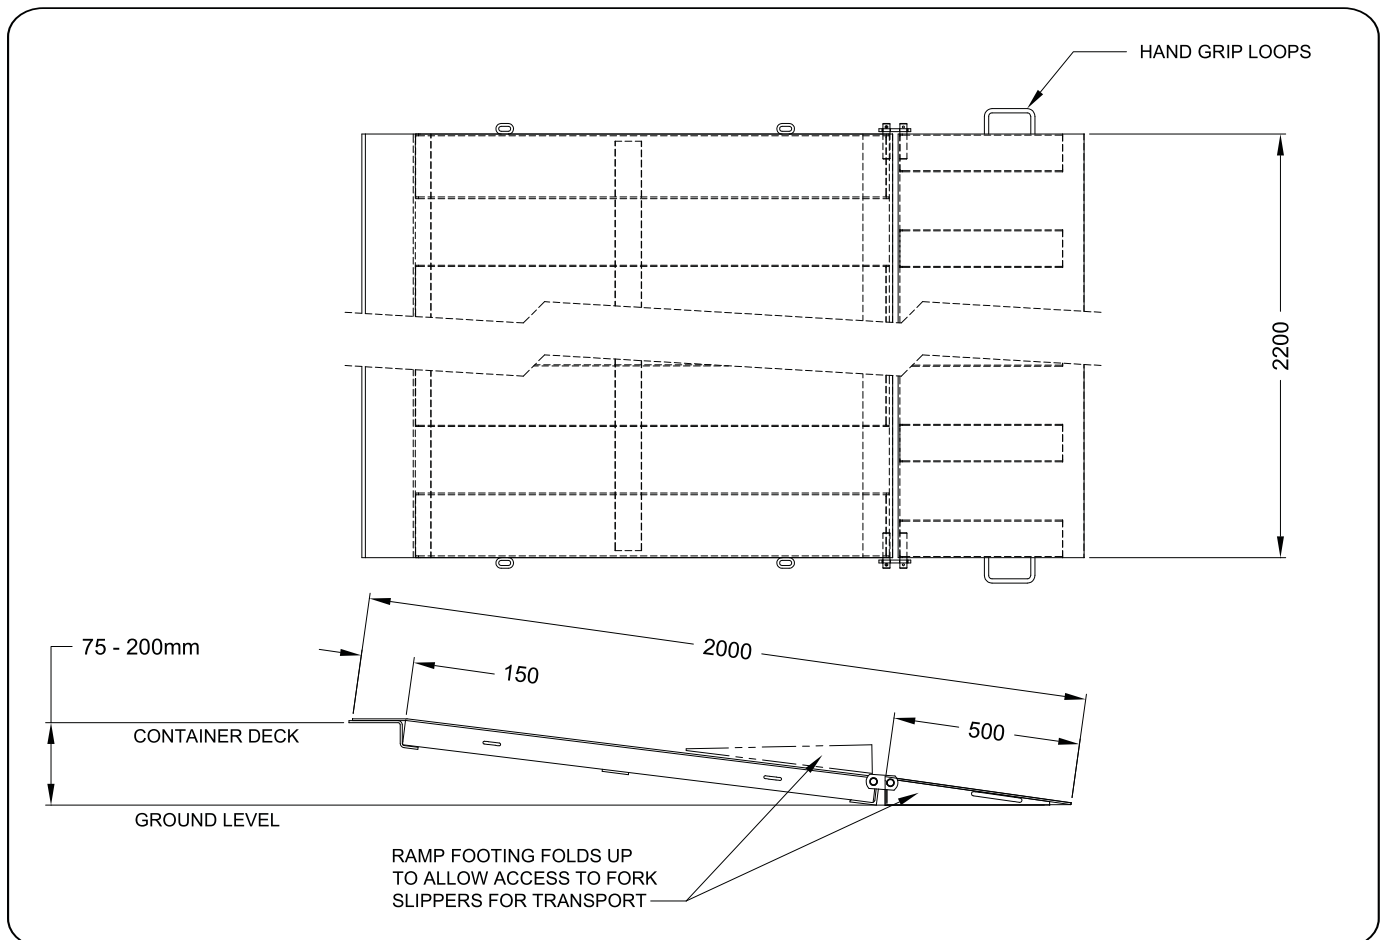 HAND GRIP LOOPS
2200
2000
75 - 200mm
150
500
CONTAINER DECK
GROUND LEVEL
RAMP FOOTING FOLDS UP
TO ALLOW ACCESS TO FORK
SLIPPERS FOR TRANSPORT